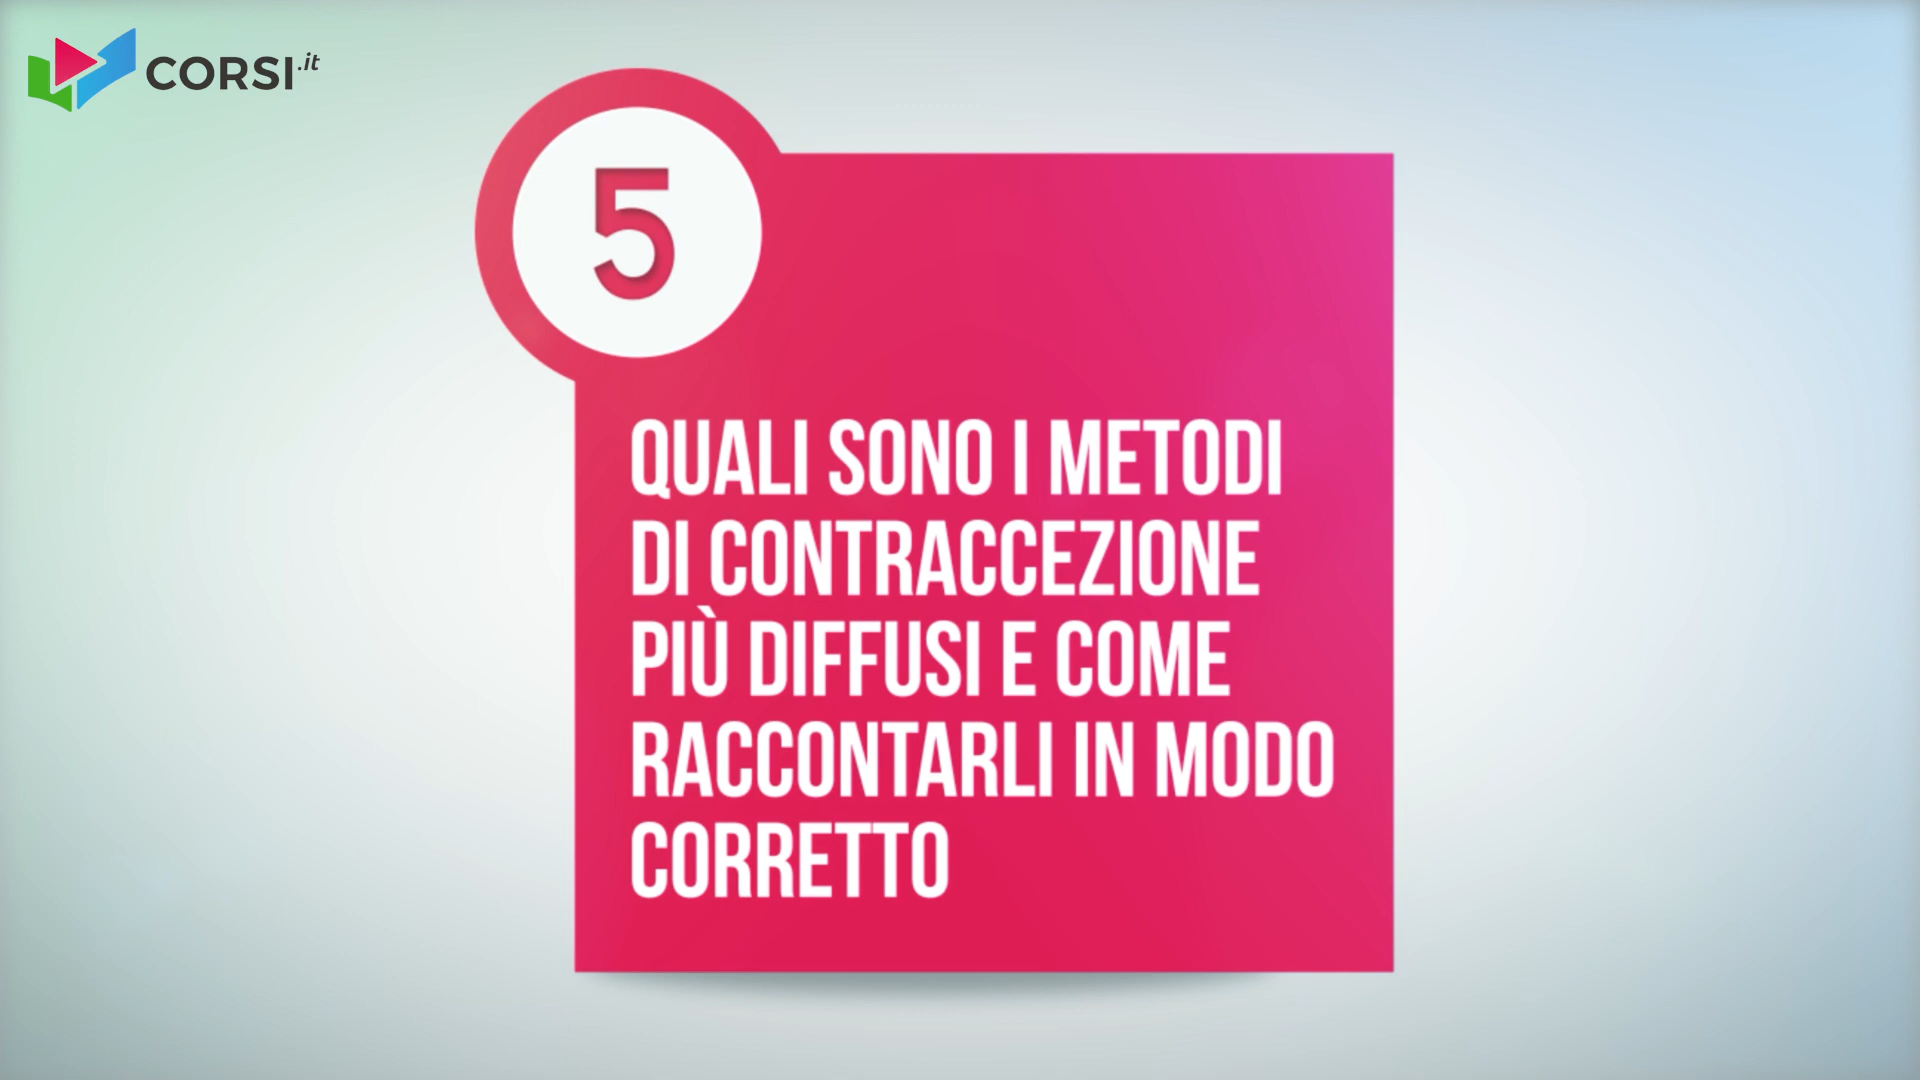 CORSI.it
5
QUALI SONO I METODI
DI CONTRACCEZIONE
PIÙ DIFFUSI E COME
RACCONTARLI IN MODO
CORRETTO